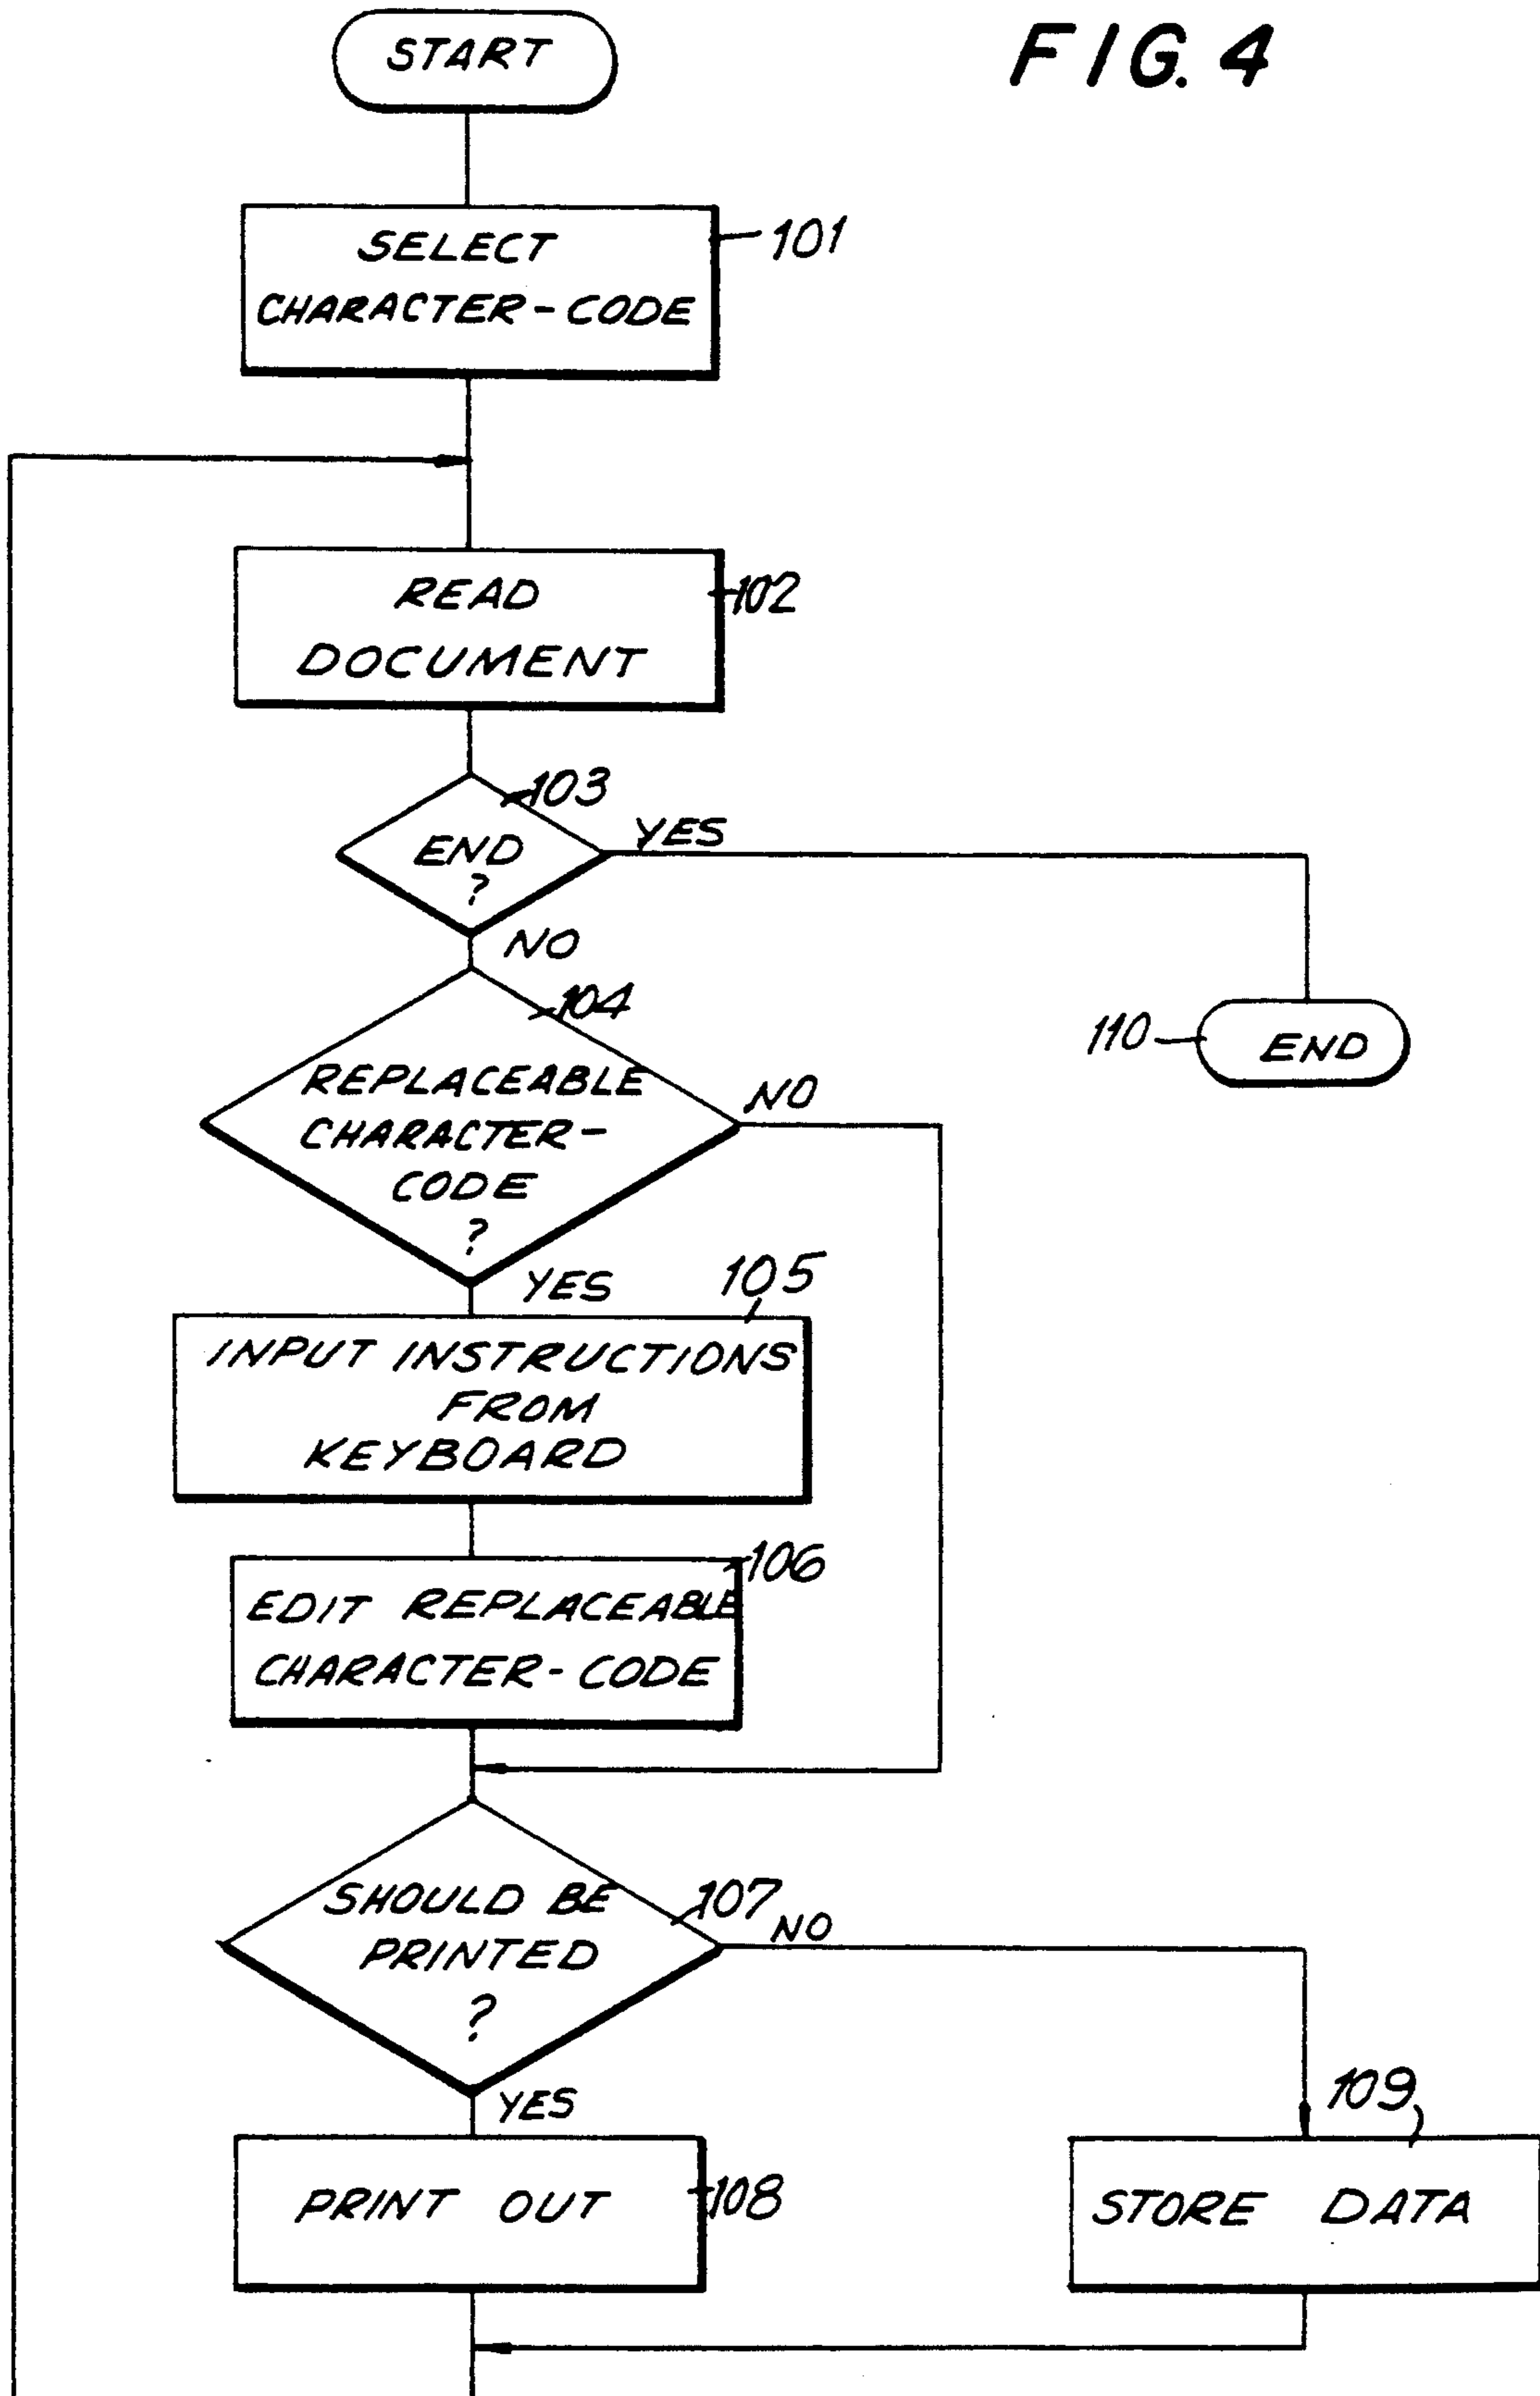 START
FIG. 4
SELECT
CHARACTER-CODE
101
READ
DOCUMENT
102
103
END
?
YES
NO
104
REPLACEABLE
CHARACTER-
CODE
?
NO
110
END
YES
105
INPUT INSTRUCTIONS
FROM
KEYBOARD
106
EDIT REPLACEABLE
CHARACTER-CODE
SHOULD BE
PRINTED
?
107
NO
YES
109
PRINT OUT
108
STORE DATA